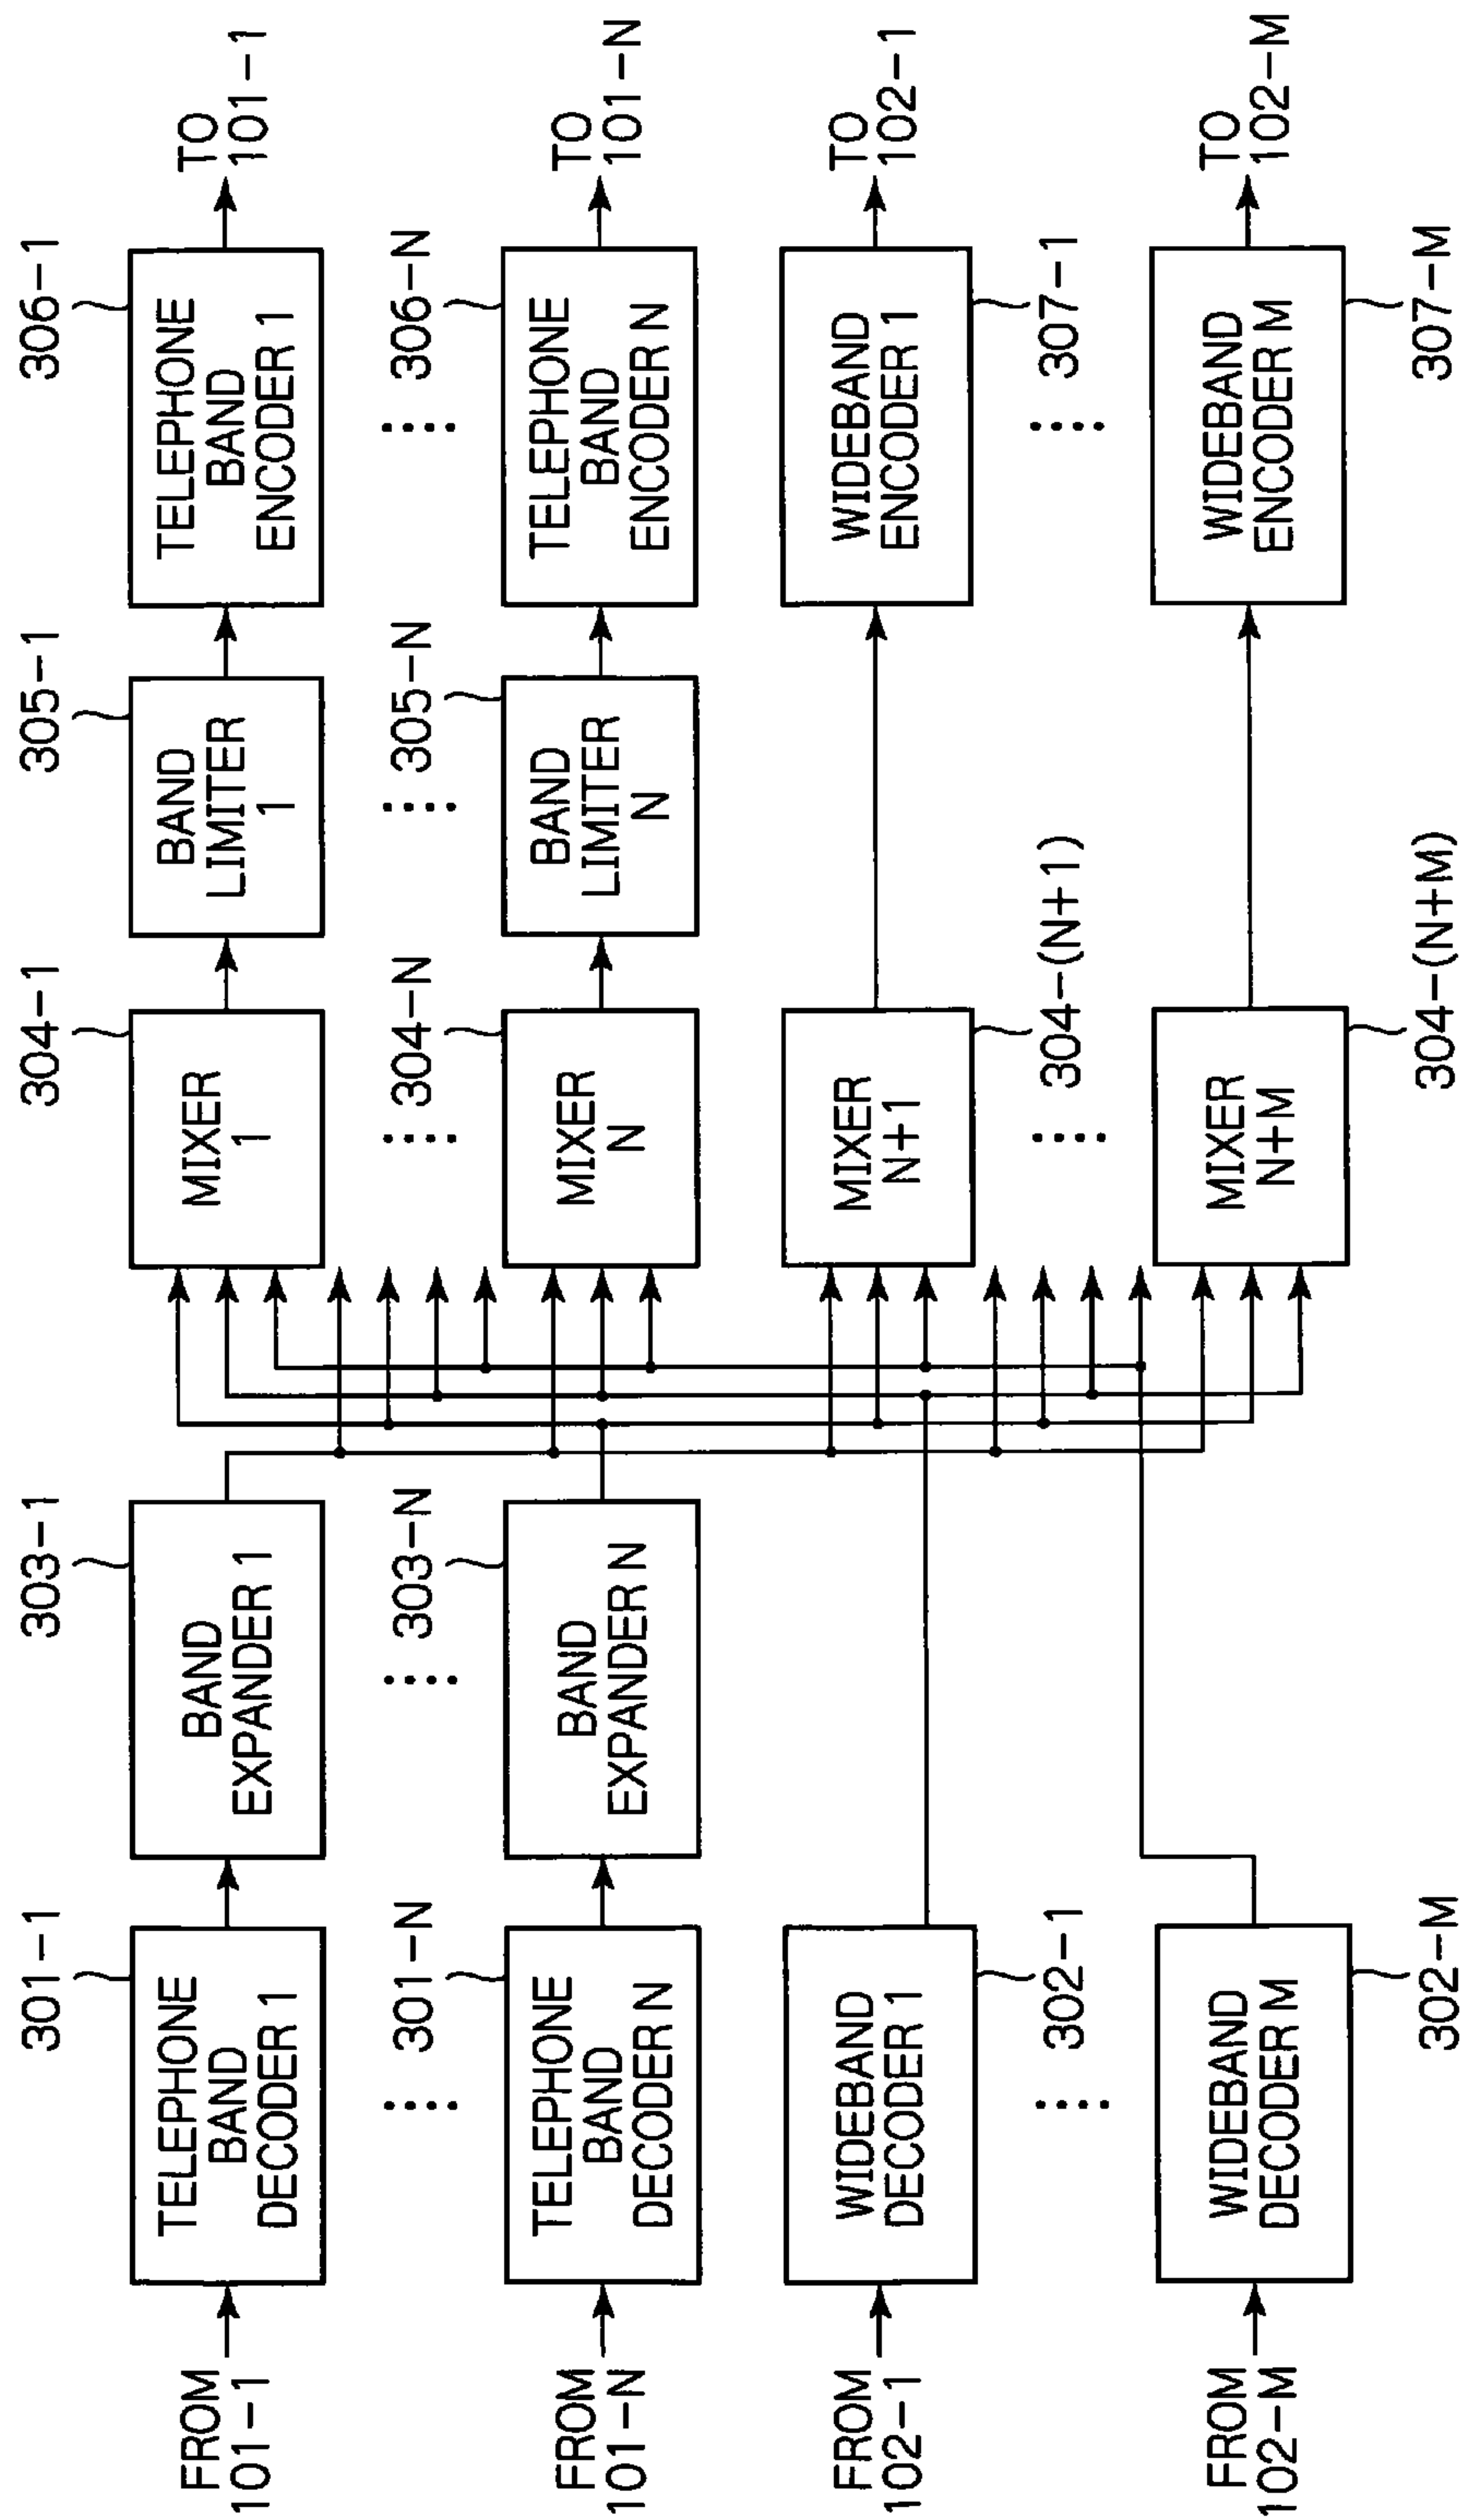 301-1
303-1
304-1
305-1
306-1
FROM
101-1
TELEPHONE
BAND
DECODER 1
BAND
EXPANDER 1
MIXER
1
BAND
LIMITER
1
TELEPHONE
BAND
ENCODER 1
TO
101-1
301-N
303-N
304-N
305-N
306-N
FROM
101-N
TELEPHONE
BAND
DECODER N
BAND
EXPANDER N
MIXER
N
BAND
LIMITER
N
TELEPHONE
BAND
ENCODER N
TO
101-N
FROM
102-1
WIDEBAND
DECODER 1
MIXER
N+1
WIDEBAND
ENCODER 1
TO
102-1
302-1
304-(N+1)
307-1
FROM
102-M
WIDEBAND
DECODER M
MIXER
N+M
WIDEBAND
ENCODER M
TO
102-M
302-M
304-(N+M)
307-M